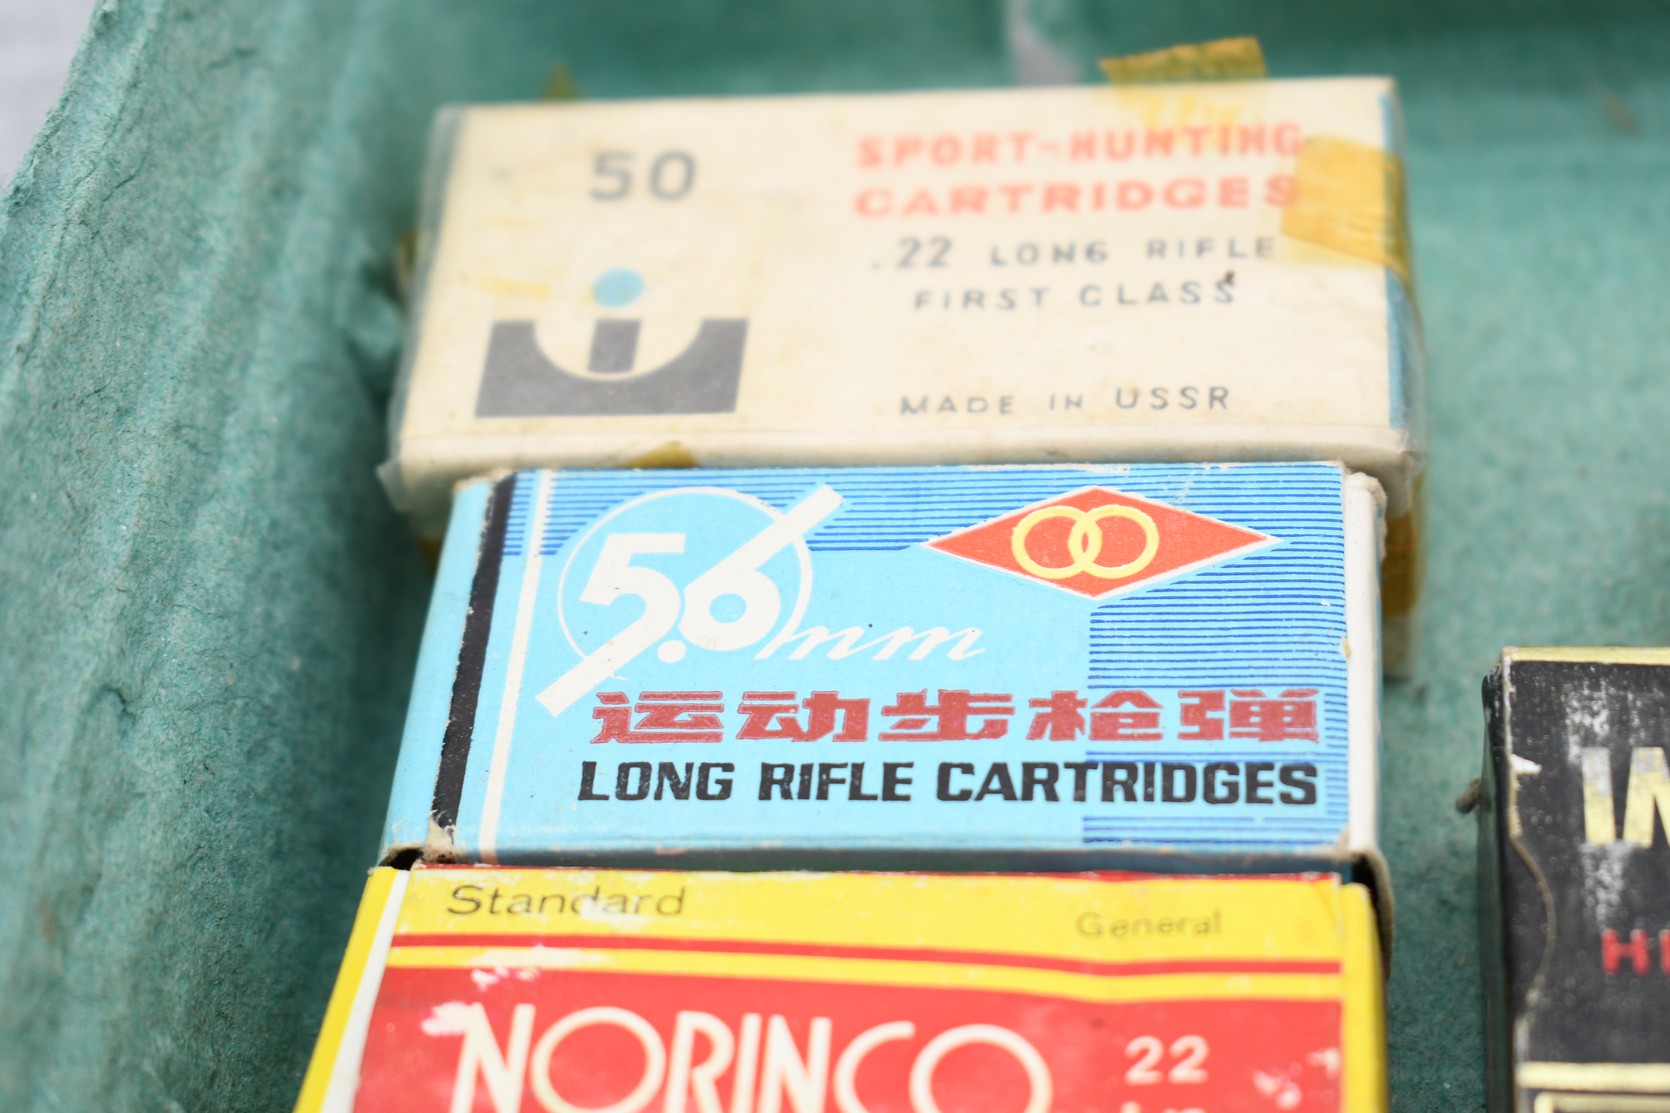 50
SPORT-HUNTING
CARTRIDGES
.22 LONG RIFLE
FIRST CLASS
MADE IN USSR
5.6mm
运动步枪弹
LONG RIFLE CARTRIDGES
Standard
General
NORINCO
22